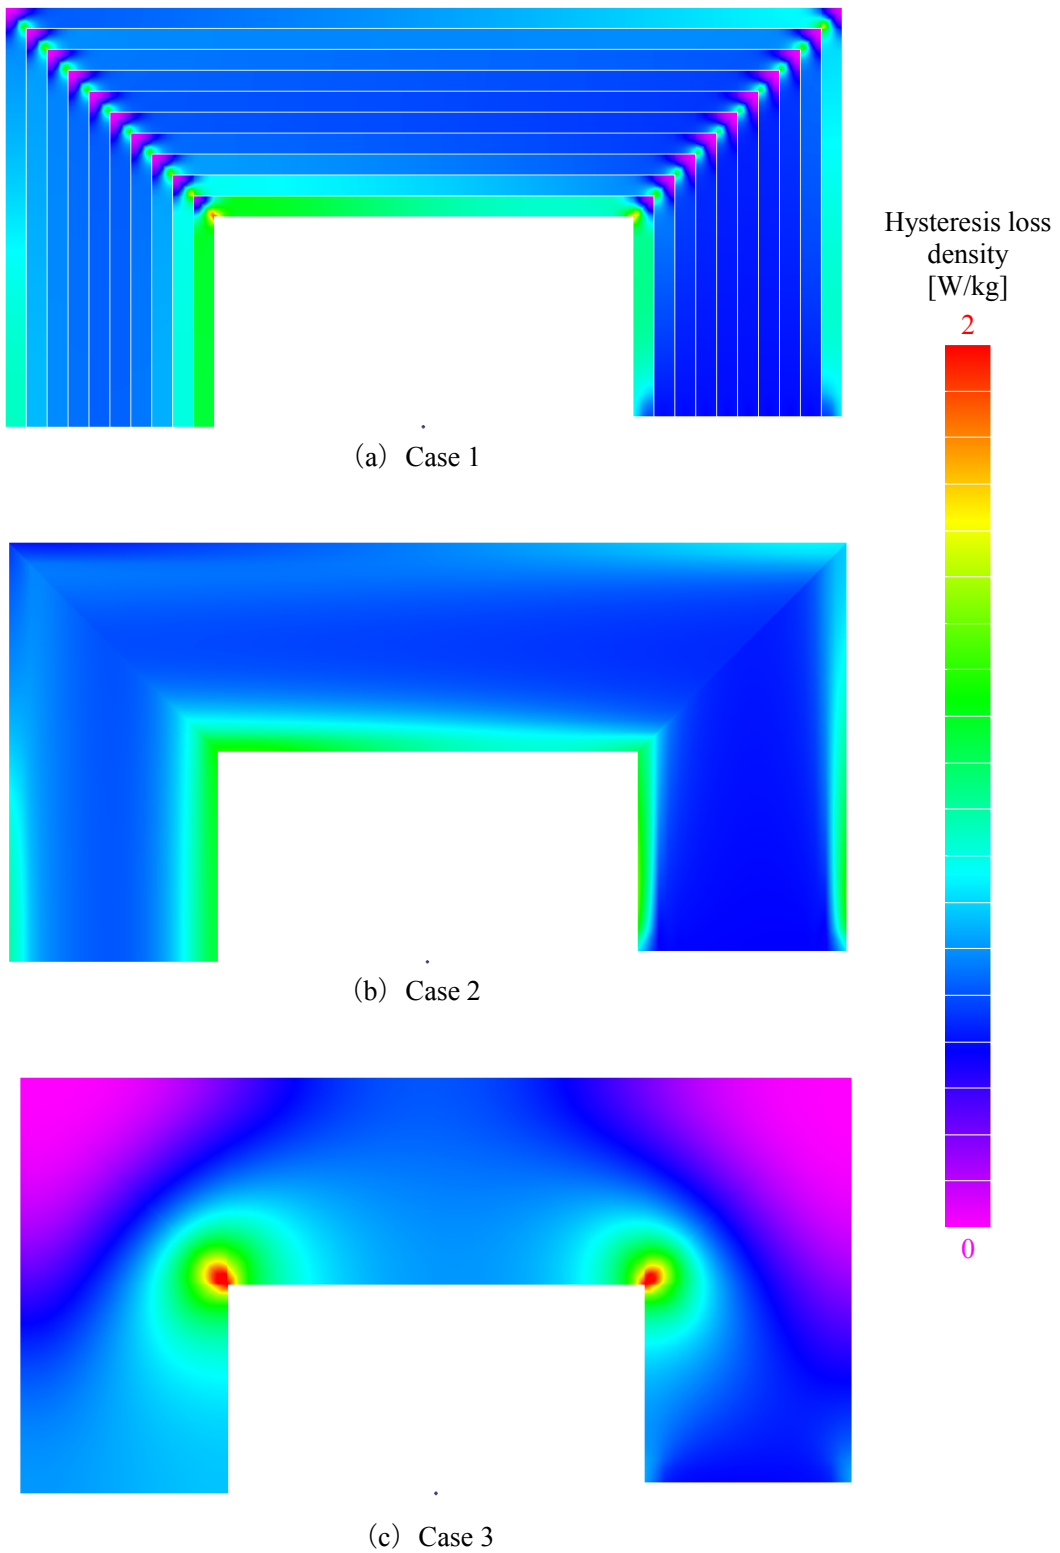 Hysteresis loss
density
[W/kg]
2
(a) Case 1
(b) Case 2
0
(c) Case 3